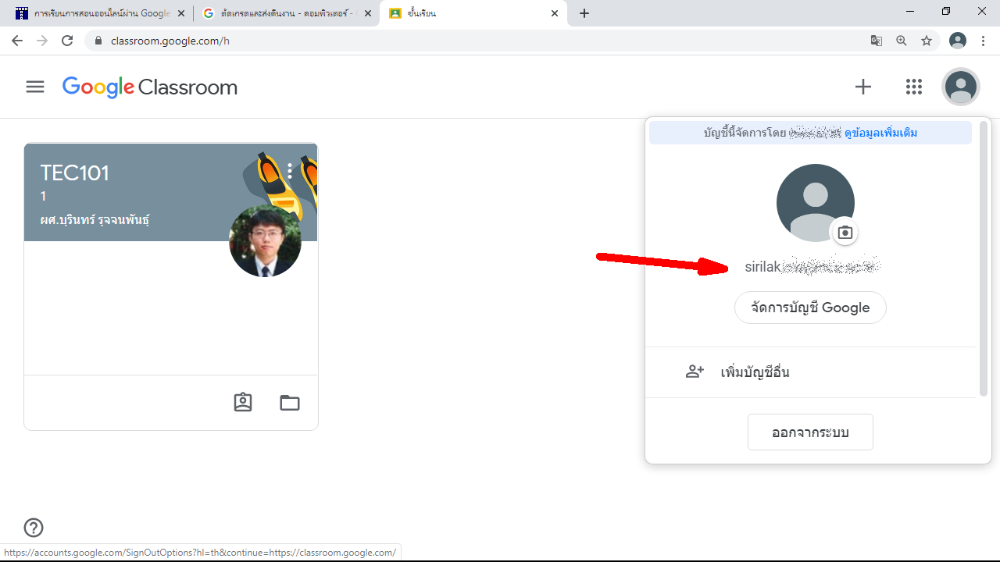 การเรียนการสอนออนไลน์ผ่าน Google
ตัดเกรดและส่งคืนงาน - คอมพิวเตอร์ -
ชั้นเรียน
classroom.google.com/h
Google Classroom
บัญชีนี้จัดการโดย ดูข้อมูลเพิ่มเติม
TEC101
1
ผศ.บุรินทร์ รุจจนพันธุ์
sirilak
จัดการบัญชี Google
เพิ่มบัญชีอื่น
ออกจากระบบ
https://accounts.google.com/SignOutOptions?hl=th&continue=https://classroom.google.com/